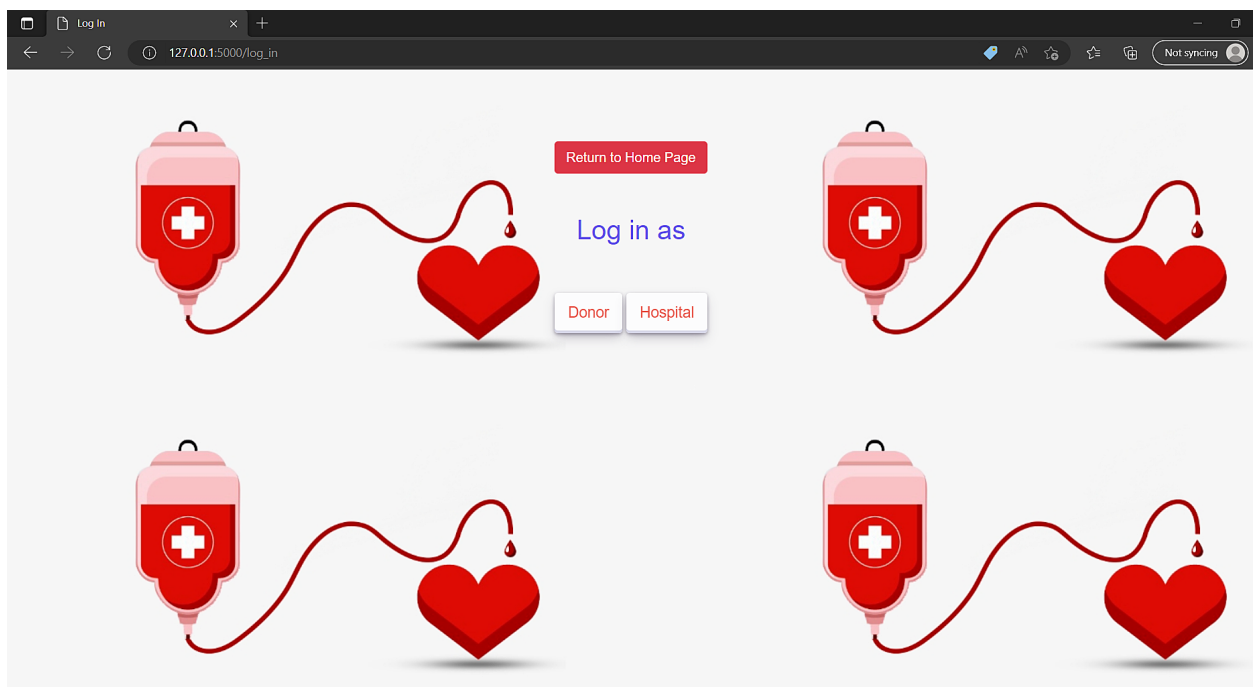 Log In
127.0.0.1:5000/log_in
Not syncing
Return to Home Page
Log in as
Donor Hospital